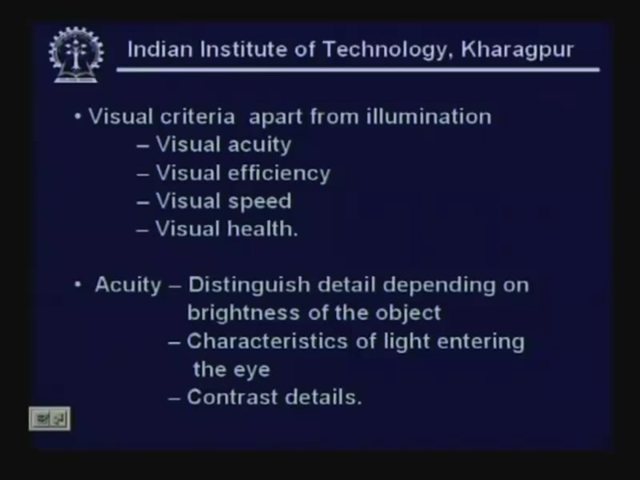 Indian Institute of Technology, Kharagpur
• Visual criteria apart from illumination
– Visual acuity
– Visual efficiency
– Visual speed
– Visual health.
• Acuity – Distinguish detail depending on
brightness of the object
– Characteristics of light entering
the eye
– Contrast details.